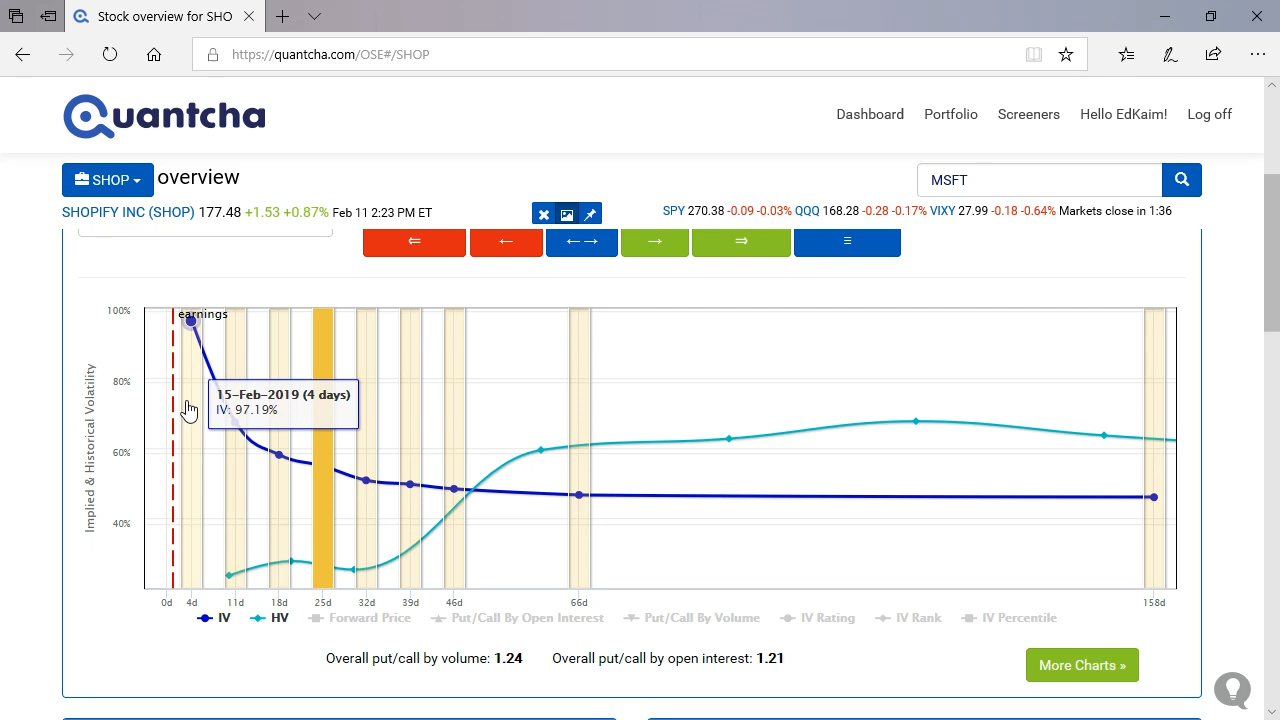 Stock overview for SHO
https://quantcha.com/OSE#/SHOP
Quantcha
Dashboard Portfolio Screeners Hello EdKaim! Log off
SHOP overview
MSFT
SHOPIFY INC (SHOP) 177.48 +1.53 +0.87% Feb 11 2:23 PM ET
SPY 270.38 -0.09 -0.03% QQQ 168.28 -0.28 -0.17% VIXY 27.99 -0.18 -0.64% Markets close in 1:36
Implied & Historical Volatility
100%
80%
60%
40%
earnings
15-Feb-2019 (4 days)
IV: 97.19%
0d 4d 11d 18d 25d 32d 39d 46d 66d 158d
IV HV Forward Price Put/Call By Open Interest Put/Call By Volume IV Rating IV Rank IV Percentile
Overall put/call by volume: 1.24 Overall put/call by open interest: 1.21
More Charts »